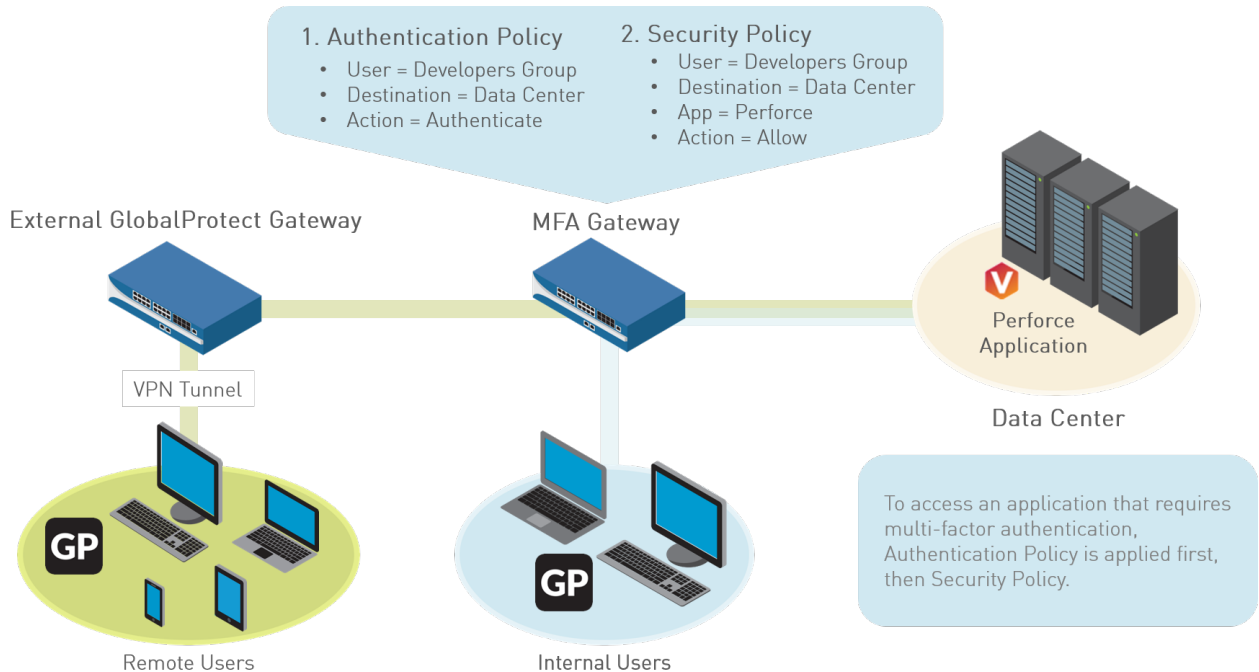 1. Authentication Policy
• User = Developers Group
• Destination = Data Center
• Action = Authenticate
2. Security Policy
• User = Developers Group
• Destination = Data Center
• App = Perforce
• Action = Allow
External GlobalProtect Gateway
MFA Gateway
V
Perforce
Application
VPN Tunnel
Data Center
GP
GP
To access an application that requires
multi-factor authentication,
Authentication Policy is applied first,
then Security Policy.
Remote Users
Internal Users